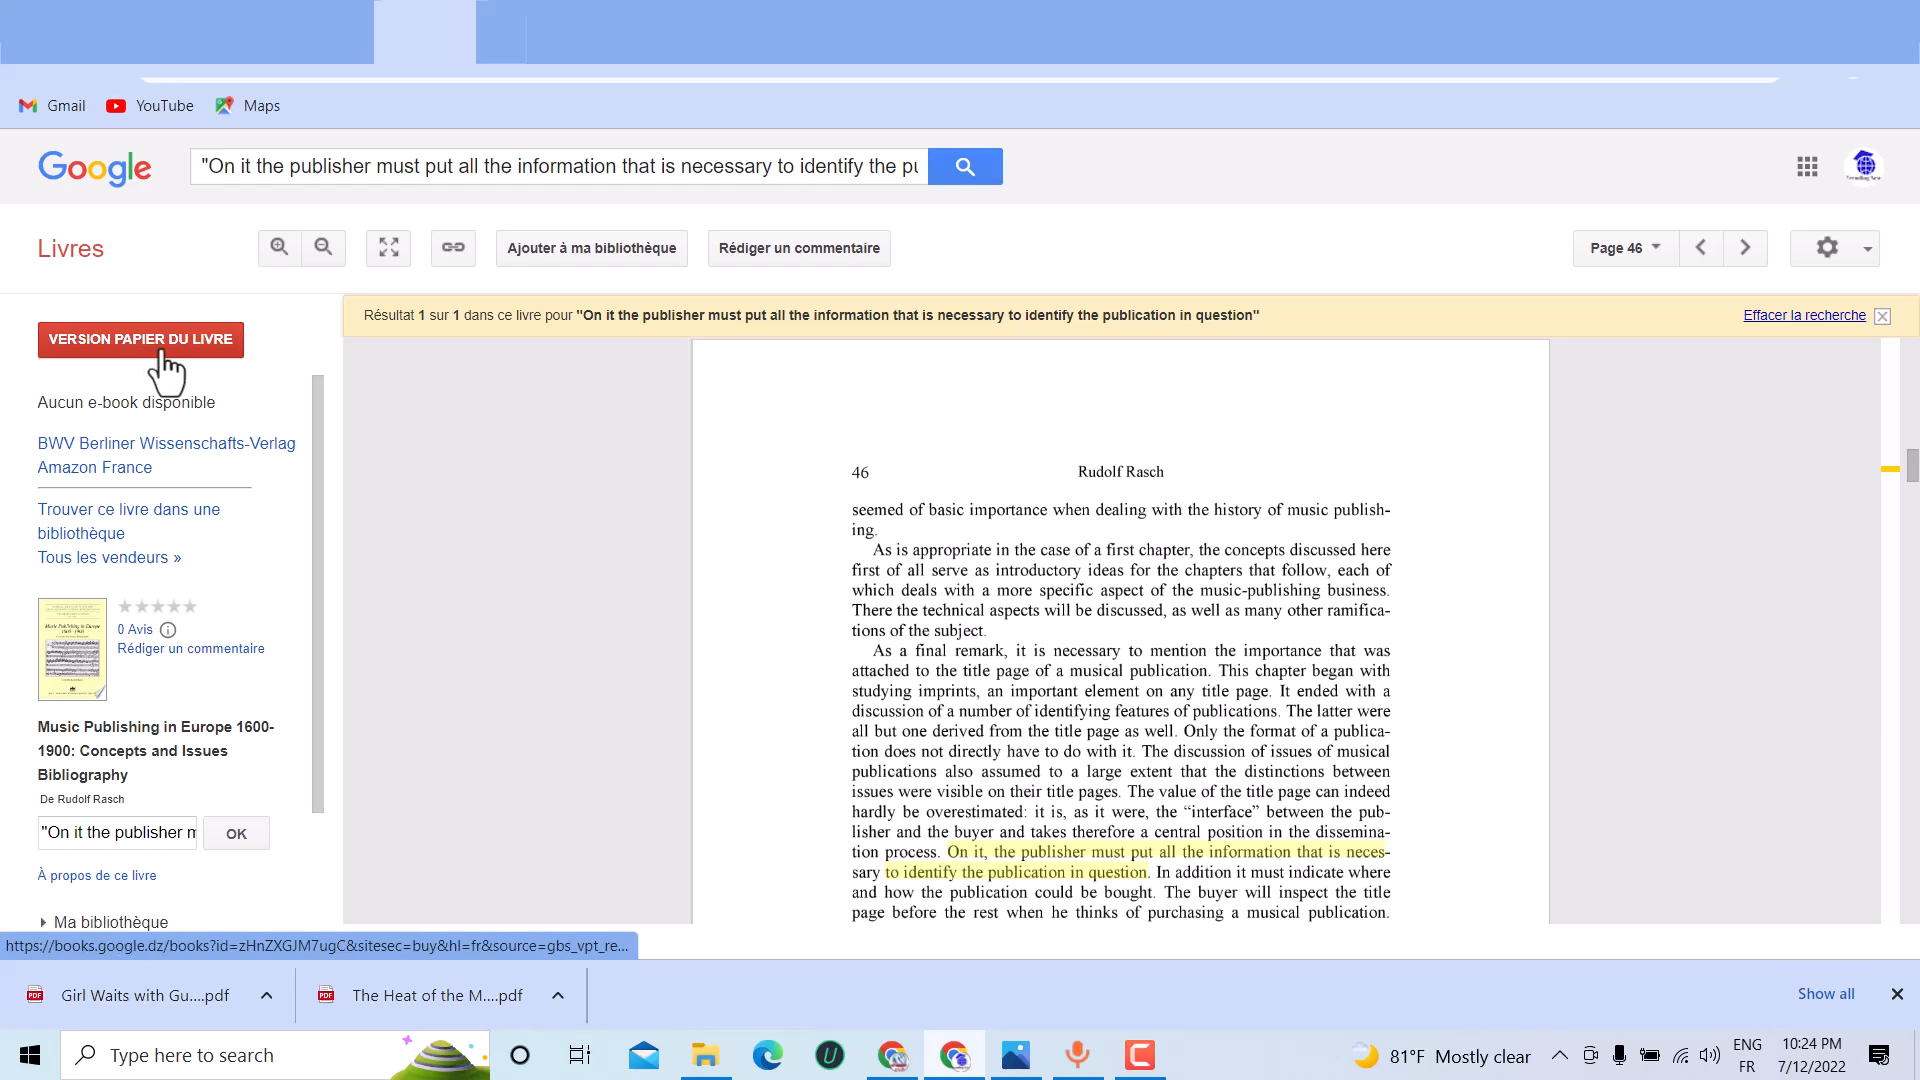 Gmail YouTube Maps
Google "On it the publisher must put all the information that is necessary to identify the pu
Livres Ajouter à ma bibliothèque Rédiger un commentaire Page 46
VERSION PAPIER DU LIVRE
Aucun e-book disponible
BWV Berliner Wissenschafts-Verlag
Amazon France
Trouver ce livre dans une
bibliothèque
Tous les vendeurs »
0 Avis
Rédiger un commentaire
Music Publishing in Europe 1600-
1900: Concepts and Issues
Bibliography
De Rudolf Rasch
"On it the publisher m OK
À propos de ce livre
Ma bibliothèque
Résultat 1 sur 1 dans ce livre pour "On it the publisher must put all the information that is necessary to identify the publication in question" Effacer la recherche
46 Rudolf Rasch
seemed of basic importance when dealing with the history of music publish-
ing.
As is appropriate in the case of a first chapter, the concepts discussed here
first of all serve as introductory ideas for the chapters that follow, each of
which deals with a more specific aspect of the music-publishing business.
There the technical aspects will be discussed, as well as many other ramifica-
tions of the subject.
As a final remark, it is necessary to mention the importance that was
attached to the title page of a musical publication. This chapter began with
studying imprints, an important element on any title page. It ended with a
discussion of a number of identifying features of publications. The latter were
all but one derived from the title page as well. Only the format of a publica-
tion does not directly have to do with it. The discussion of issues of musical
publications also assumed to a large extent that the distinctions between
issues were visible on their title pages. The value of the title page can indeed
hardly be overestimated: it is, as it were, the “interface” between the pub-
lisher and the buyer and takes therefore a central position in the dissemina-
tion process. On it, the publisher must put all the information that is neces-
sary to identify the publication in question. In addition it must indicate where
and how the publication could be bought. The buyer will inspect the title
page before the rest when he thinks of purchasing a musical publication.
https://books.google.dz/books?id=zHnZXGJM7ugC&sitesec=buy&hl=fr&source=gbs_vpt_re...
Girl Waits with Gu....pdf The Heat of the M....pdf Show all
Type here to search 81°F Mostly clear ENG FR 10:24 PM 7/12/2022